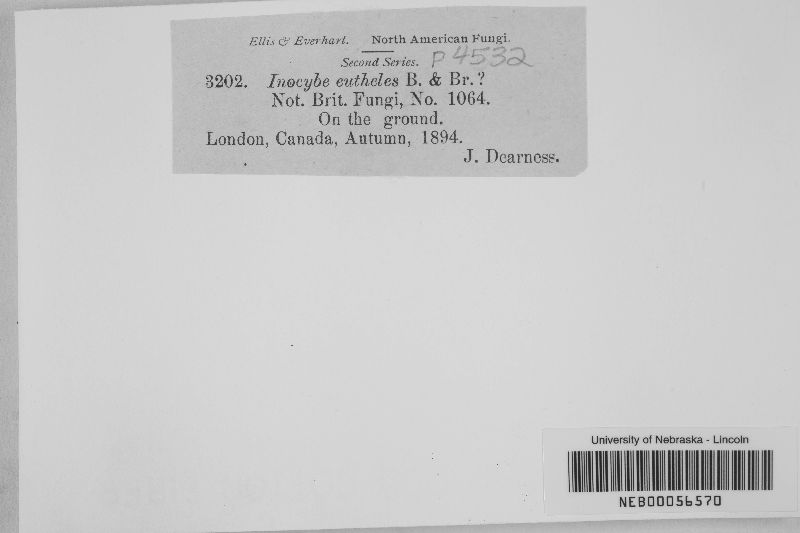 Ellis & Everhart. North American Fungi.
Second Series. P 4532
3202. Inocybe eutheles B. & Br. ?
Not. Brit. Fungi, No. 1064.
On the ground.
London, Canada, Autumn, 1894.
J. Dearness.
University of Nebraska - Lincoln
NEB00056570